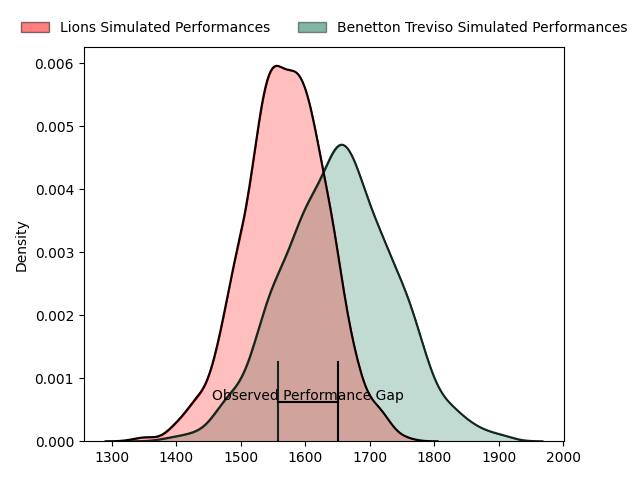 Lions Simulated Performances
Benetton Treviso Simulated Performances
0.006
0.005
0.004
0.003
0.002
0.001
0.000
Density
Observed Performance Gap
1300 1400 1500 1600 1700 1800 1900 2000